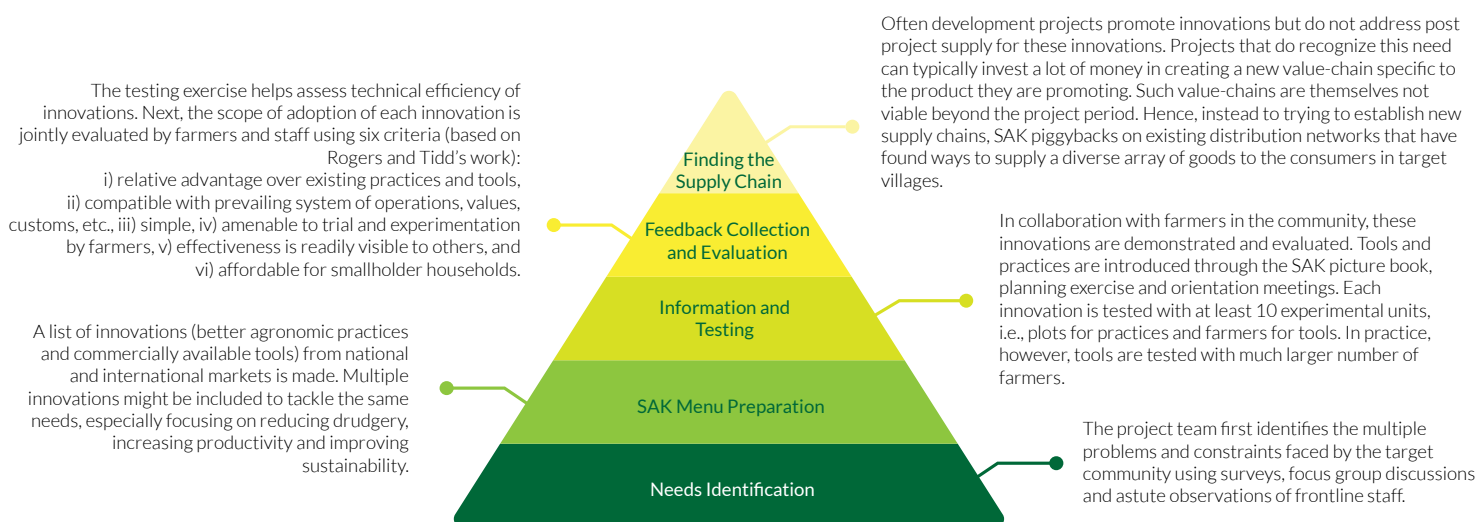 Often development projects promote innovations but do not address post
project supply for these innovations. Projects that do recognize this need
can typically invest a lot of money in creating a new value-chain specific to
the product they are promoting. Such value-chains are themselves not
viable beyond the project period. Hence, instead to trying to establish new
supply chains, SAK piggybacks on existing distribution networks that have
found ways to supply a diverse array of goods to the consumers in target
villages.
The testing exercise helps assess technical efficiency of
innovations. Next, the scope of adoption of each innovation is
jointly evaluated by farmers and staff using six criteria (based on
Rogers and Tidd's work):
i) relative advantage over existing practices and tools,
ii) compatible with prevailing system of operations, values,
customs, etc., iii) simple, iv) amenable to trial and experimentation
by farmers, v) effectiveness is readily visible to others, and
vi) affordable for smallholder households.
Finding the
Supply Chain
Feedback Collection
and Evaluation
In collaboration with farmers in the community, these
innovations are demonstrated and evaluated. Tools and
practices are introduced through the SAK picture book,
planning exercise and orientation meetings. Each
innovation is tested with at least 10 experimental units,
i.e., plots for practices and farmers for tools. In practice,
however, tools are tested with much larger number of
farmers.
Information and
Testing
A list of innovations (better agronomic practices
and commercially available tools) from national
and international markets is made. Multiple
innovations might be included to tackle the same
needs, especially focusing on reducing drudgery,
increasing productivity and improving
sustainability.
SAK Menu Preparation
The project team first identifies the multiple
problems and constraints faced by the target
community using surveys, focus group discussions
and astute observations of frontline staff.
Needs Identification